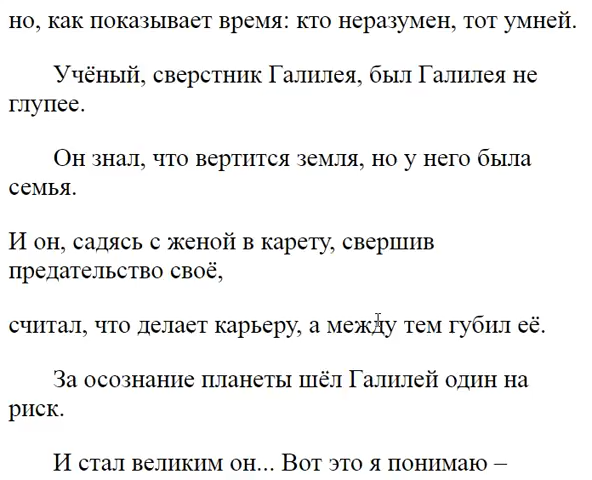 но, как показывает время: кто неразумен, тот умней.
Учёный, сверстник Галилея, был Галилея не
глупее.
Он знал, что вертится земля, но у него была
семья.
И он, садясь с женой в карету, свершив
предательство своё,
считал, что делает карьеру, а между тем губил её.
За осознание планеты шёл Галилей один на
риск.
И стал великим он... Вот это я понимаю –